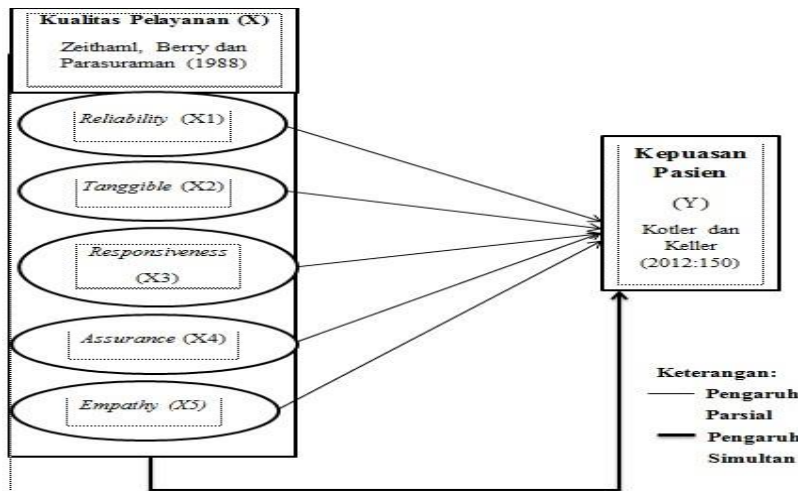 Kualitas Pelayanan (X)
Zeithaml, Berry dan
Parasuraman (1988)
Reliability (X1)
Tanggible (X2)
Responsiveness
(X3)
Assurance (X4)
Empathy (X5)
Kepuasan
Pasien
(Y)
Kotler dan
Keller
(2012:150)
Keterangan:
Pengaruh
Parsial
Pengaruh
Simultan